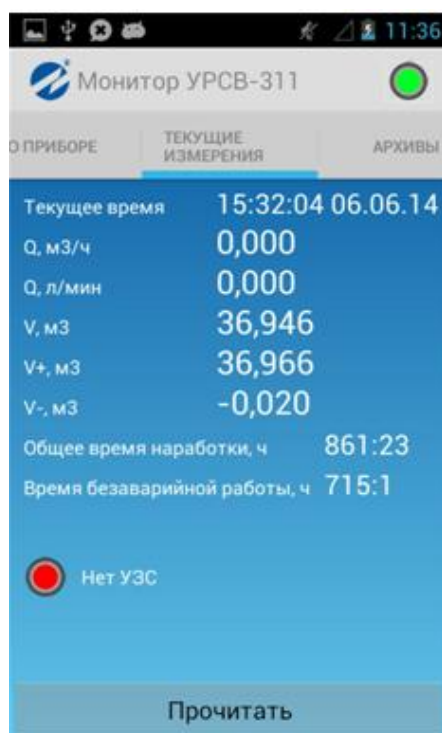 11:36
Монитор УРСВ-311
О ПРИБОРЕ
ТЕКУЩИЕ
ИЗМЕРЕНИЯ
АРХИВЫ
Текущее время 15:32:04 06.06.14
Q, м3/ч 0,000
Q, л/мин 0,000
V, м3 36,946
V+, м3 36,966
V-, м3 -0,020
Общее время наработки, ч 861:23
Время безаварийной работы, ч 715:1
Нет УЗС
Прочитать